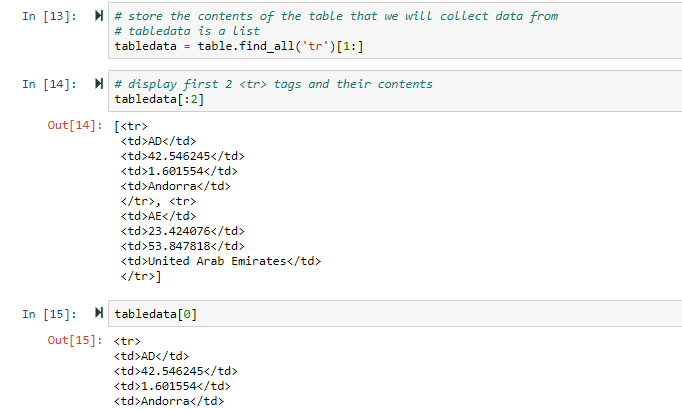 In [13]: # store the contents of the table that we will collect data from
# tabledata is a list
tabledata = table.find_all('tr')[1:]
In [14]: # display first 2 <tr> tags and their contents
tabledata[:2]
Out[14]: [<tr>
<td>AD</td>
<td>42.546245</td>
<td>1.601554</td>
<td>Andorra</td>
</tr>, <tr>
<td>AE</td>
<td>23.424076</td>
<td>53.847818</td>
<td>United Arab Emirates</td>
</tr>]
In [15]: tabledata[0]
Out[15]: <tr>
<td>AD</td>
<td>42.546245</td>
<td>1.601554</td>
<td>Andorra</td>